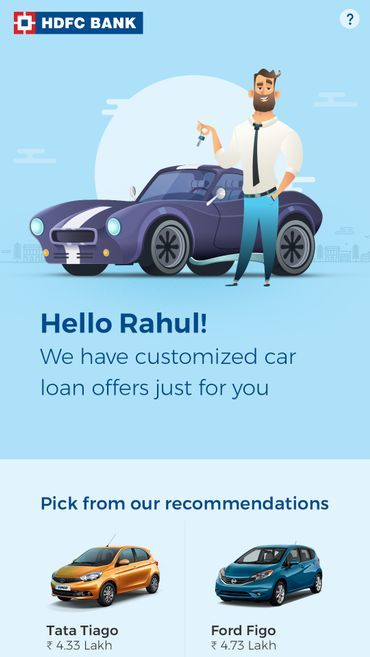 HDFC BANK
?
Hello Rahul!
We have customized car
loan offers just for you
Pick from our recommendations
Tata Tiago
₹ 4.33 Lakh
Ford Figo
₹ 4.73 Lakh